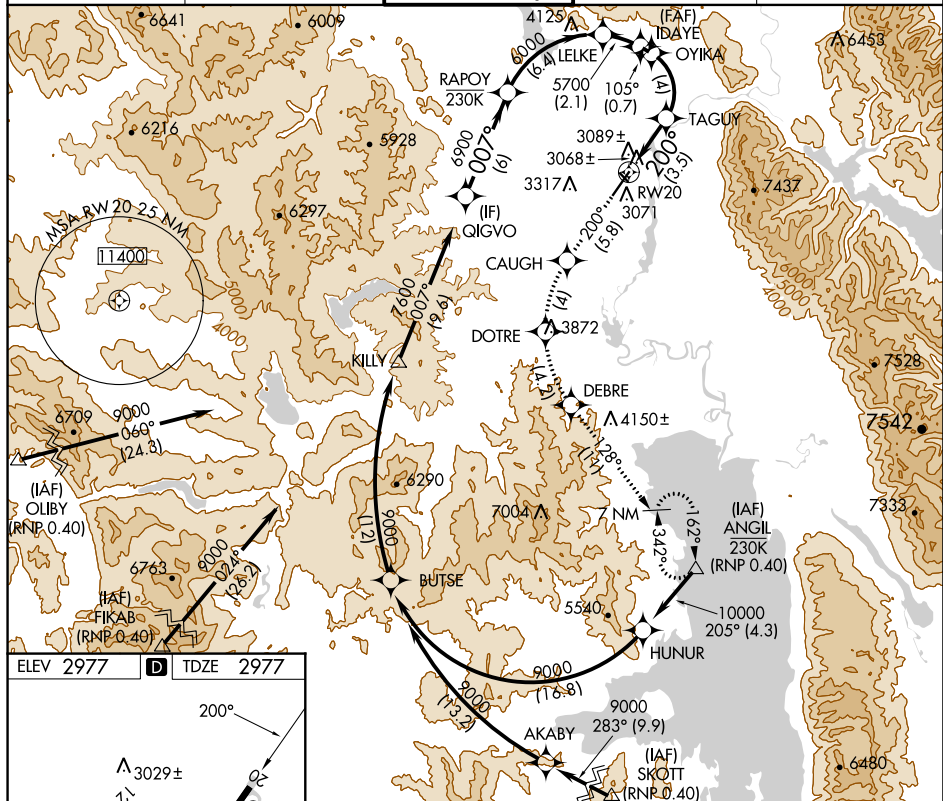 6641
6009
4125
(FAF)
IDAYE
6453
6000
(6.4)
LELKE
OYIKA
RAPOY
230K
5700
(2.1)
105°
(0.7)
(4)
TAGUY
6216
5928
6900
007°
(6)
3089±
3068±
200°
(3.5)
3317
RW20
3071
7437
6297
(IF)
QIGVO
MSA RW20 25 NM
11400
200°
(5.8)
CAUGH
5000
4000
7600
007°
(9.6)
(4)
DOTRE
3872
KILLY
7528
(4.2)
DEBRE
4150±
7542
6709
9000
060°
(24.3)
(IAF)
OLIBY
(RNP 0.40)
6290
128°
(11)
7004
7 NM
342°
162°
(IAF)
ANGIL
230K
(RNP 0.40)
7333
9000
(12)
9000
024°
(26.2)
6763
(IAF)
FIKAB
(RNP 0.40)
BUTSE
5540
10000
205° (4.3)
HUNUR
ELEV 2977
D
TDZE 2977
9000
(16.8)
9000
(13.2)
200°
9000
283° (9.9)
AKABY
(IAF)
SKOTT
(RNP 0.40)
6480
3029±
20